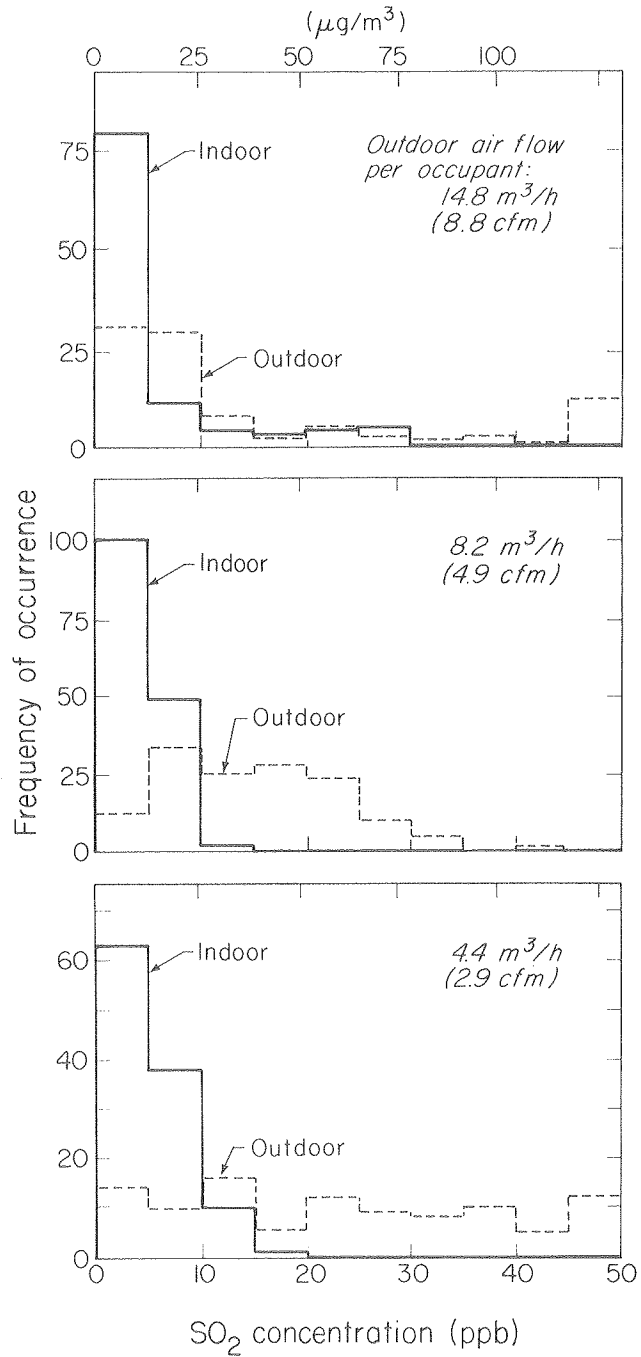 (μg/m³)
0 25 50 75 100
Indoor
Outdoor air flow
per occupant:
14.8 m³/h
(8.8 cfm)
Outdoor
75
50
25
0
Frequency of occurrence
Indoor
8.2 m³/h
(4.9 cfm)
Outdoor
100
75
50
25
0
Indoor
4.4 m³/h
(2.9 cfm)
Outdoor
60
40
20
0
0 10 20 30 40 50
SO₂ concentration (ppb)